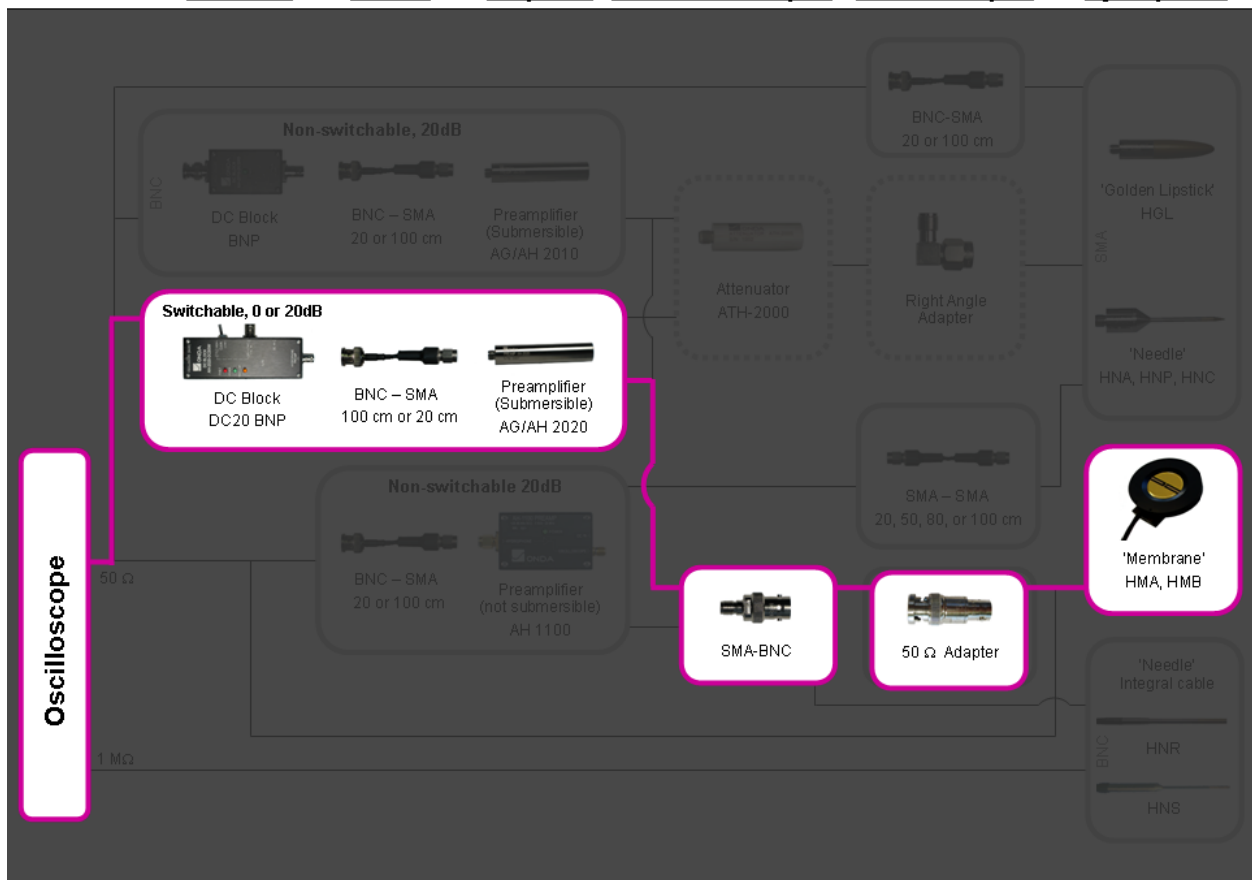 BNC-SMA
20 or 100 cm
Non-switchable, 20dB
BNC
DC Block
BNP
BNC – SMA
20 or 100 cm
Preamplifier
(Submersible)
AG/AH 2010
'Golden Lipstick'
HGL
SMA
Attenuator
ATH-2000
Right Angle
Adapter
'Needle'
HNA, HNP, HNC
Switchable, 0 or 20dB
ONDA
DC Block
DC20 BNP
BNC – SMA
100 cm or 20 cm
Preamplifier
(Submersible)
AG/AH 2020
Non-switchable 20dB
ONDA
BNC – SMA
20 or 100 cm
Preamplifier
(not submersible)
AH 1100
SMA – SMA
20, 50, 80, or 100 cm
'Membrane'
HMA, HMB
Oscilloscope
50 Ω
1 MΩ
SMA-BNC
50 Ω Adapter
'Needle'
Integral cable
BNC
HNR
HNS